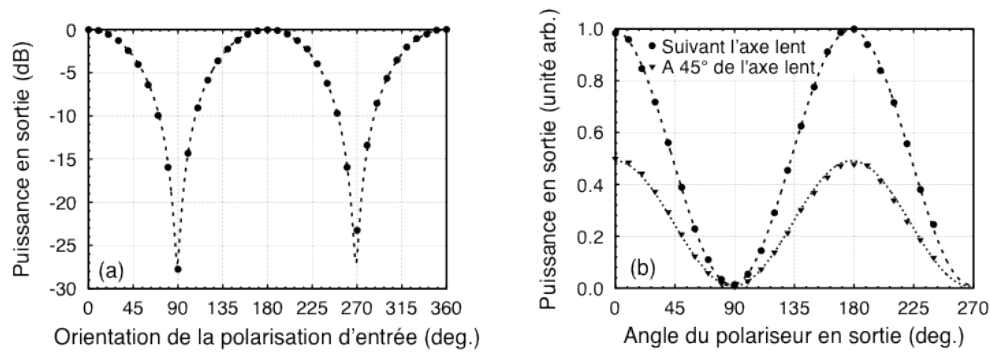 Puissance en sortie (dB)
0
-5
-10
-15
-20
-25
-30
(a)
0 45 90 135 180 225 270 315 360
Orientation de la polarisation d'entrée (deg.)
Puissance en sortie (unité arb.)
1.0
0.8
0.6
0.4
0.2
0.0
Suivant l'axe lent
A 45° de l'axe lent
(b)
0 45 90 135 180 225 270
Angle du polariseur en sortie (deg.)